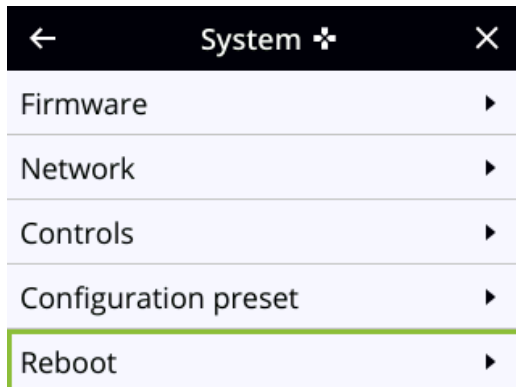 System
Firmware
Network
Controls
Configuration preset
Reboot